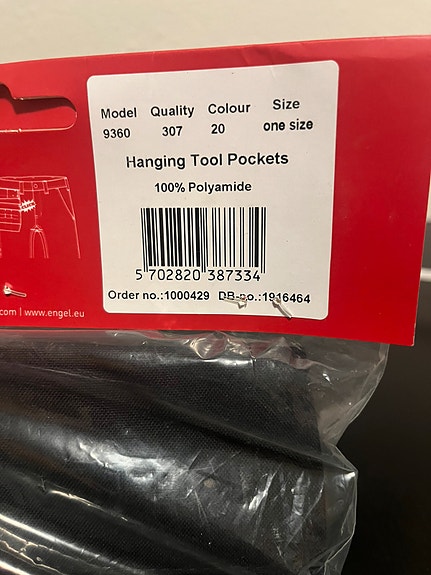 Model Quality Colour Size
9360 307 20 one size
Hanging Tool Pockets
100% Polyamide
5 702820 387334
Order no.:1000429 DB-no.:1916464
com | www.engel.eu